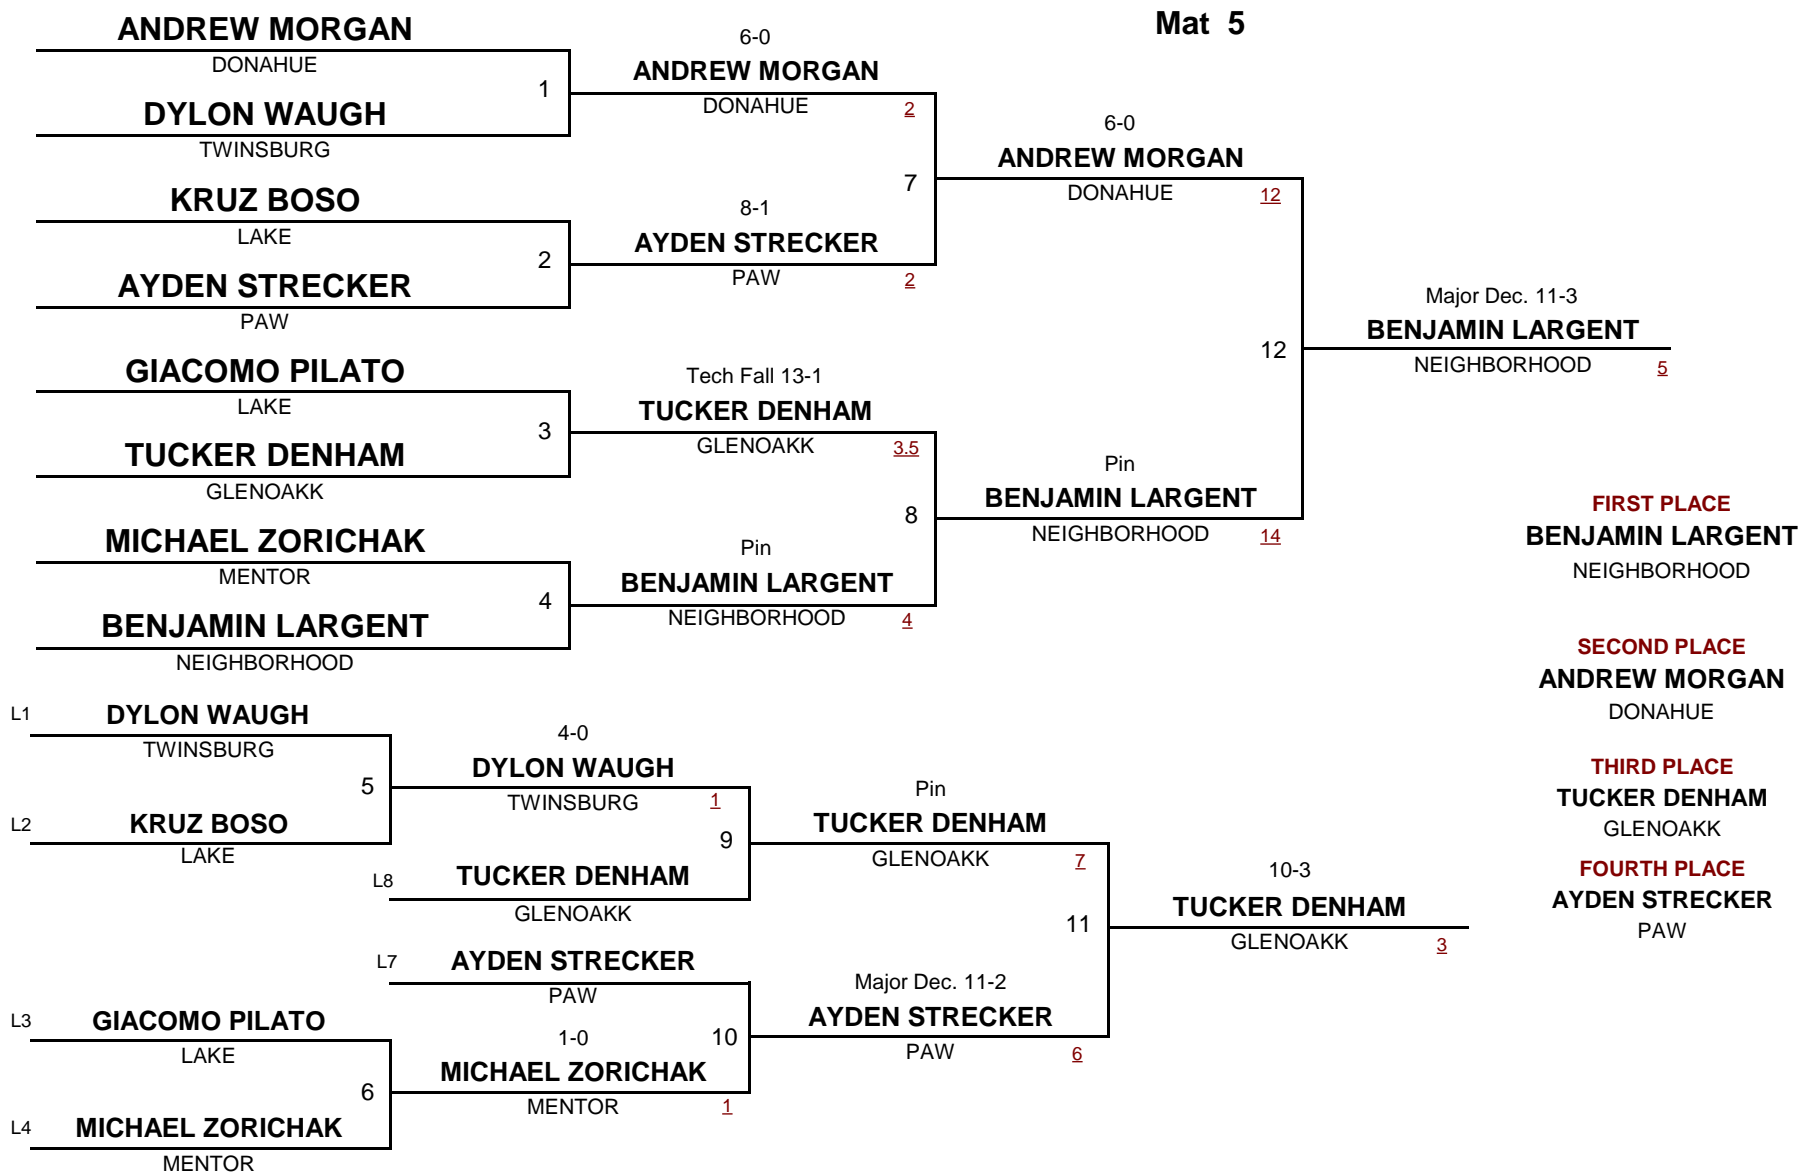 Mat 5
ANDREW MORGAN
DONAHUE
1
DYLON WAUGH
TWINSBURG
6-0
ANDREW MORGAN
DONAHUE
2
KRUZ BOSO
LAKE
2
AYDEN STRECKER
PAW
8-1
AYDEN STRECKER
PAW
2
7
6-0
ANDREW MORGAN
DONAHUE
12
GIACOMO PILATO
LAKE
3
TUCKER DENHAM
GLENOAKK
Tech Fall 13-1
TUCKER DENHAM
GLENOAKK
3.5
MICHAEL ZORICHAK
MENTOR
4
BENJAMIN LARGENT
NEIGHBORHOOD
Pin
BENJAMIN LARGENT
NEIGHBORHOOD
4
8
Pin
BENJAMIN LARGENT
NEIGHBORHOOD
14
12
Major Dec. 11-3
BENJAMIN LARGENT
NEIGHBORHOOD
5
FIRST PLACE
BENJAMIN LARGENT
NEIGHBORHOOD
SECOND PLACE
ANDREW MORGAN
DONAHUE
THIRD PLACE
TUCKER DENHAM
GLENOAKK
FOURTH PLACE
AYDEN STRECKER
PAW
L1
DYLON WAUGH
TWINSBURG
5
L2
KRUZ BOSO
LAKE
4-0
DYLON WAUGH
TWINSBURG
1
9
L8
TUCKER DENHAM
GLENOAKK
Pin
TUCKER DENHAM
GLENOAKK
7
L7
AYDEN STRECKER
PAW
L3
GIACOMO PILATO
LAKE
6
L4
MICHAEL ZORICHAK
MENTOR
1-0
MICHAEL ZORICHAK
MENTOR
1
10
Major Dec. 11-2
AYDEN STRECKER
PAW
6
11
10-3
TUCKER DENHAM
GLENOAKK
3